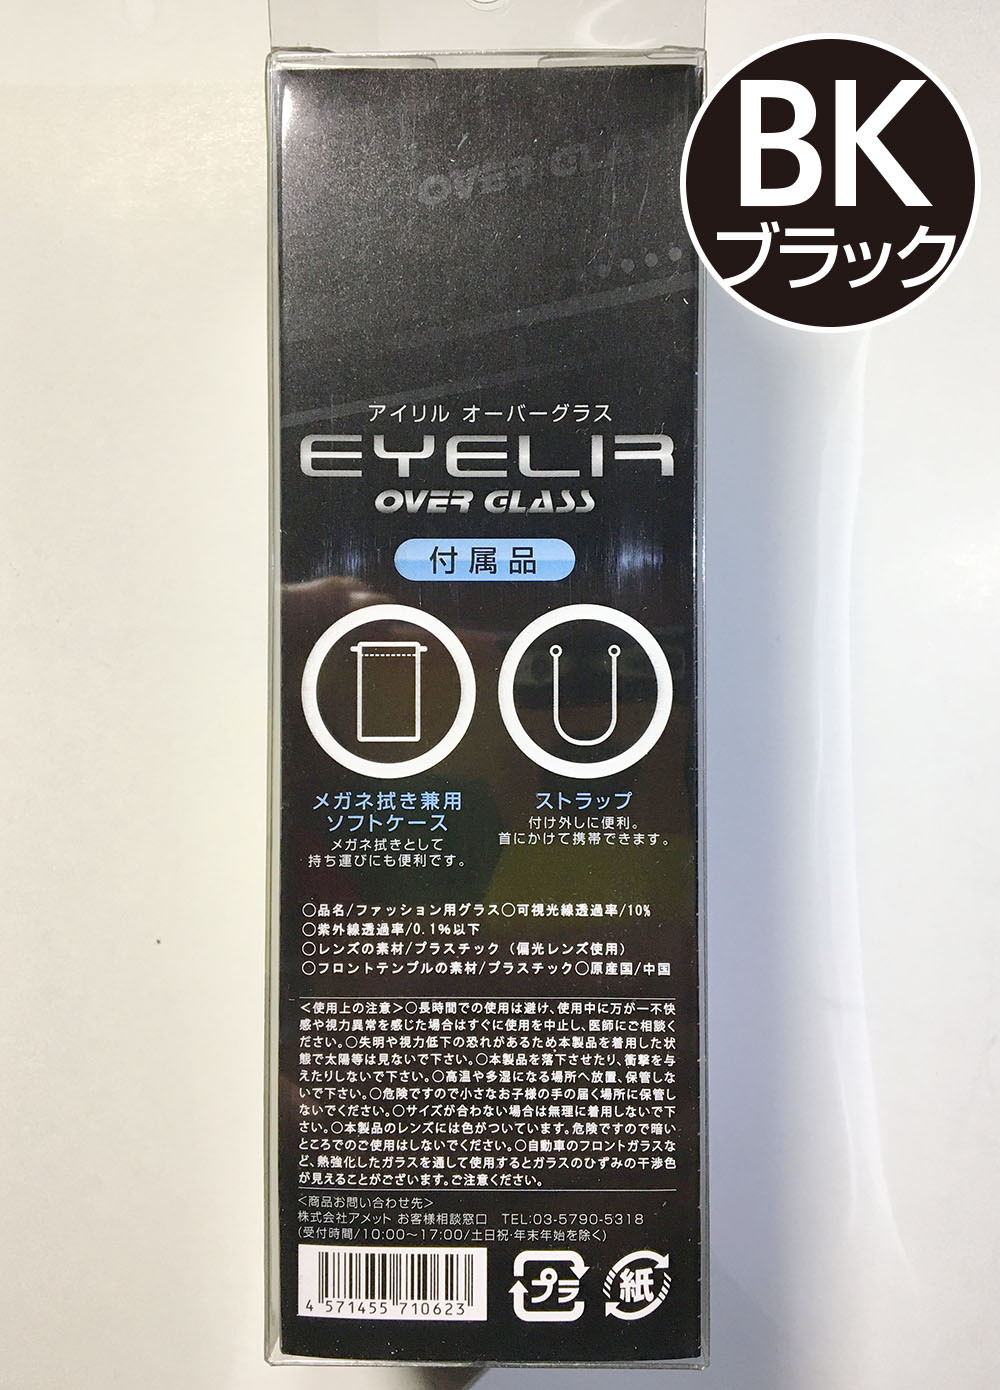 BK
ブラック
OVER GLA
アイリル オーバーグラス
EYELIR
OVER GLASS
付属品
メガネ拭き兼用
ソフトケース
メガネ拭きとして
持ち運びにも便利です。
ストラップ
付け外しに便利。
首にかけて携帯できます。
○品名/ファッション用グラス○可視光線透過率/10%
○紫外線透過率/0.1%以下
○レンズの素材/プラスチック（偏光レンズ使用）
○フロントテンプルの素材/プラスチック○原産国/中国
＜使用上の注意＞○長時間での使用は避け、使用中に万が一不快
感や視力異常を感じた場合はすぐに使用を中止し、医師にご相談く
ださい。○失明や視力低下の恐れがあるため本製品を着用した状
態で太陽等は見ないで下さい。○本製品を落下させたり、衝撃を与
えたりしないで下さい。○高温や多湿になる場所へ放置、保管しな
いで下さい。○危険ですので小さなお子様の手の届く場所に保管し
ないでください。○サイズが合わない場合は無理に着用しないで下
さい。○本製品のレンズには色がついています。危険ですので暗い
ところでのご使用はしないでください。○自動車のフロントガラスな
ど、熱強化したガラスを通して使用するとガラスのひずみの干渉色
が見えることがございます。ご注意ください。
＜商品お問い合わせ先＞
株式会社アメット お客様相談窓口 TEL:03-5790-5318
(受付時間/10:00～17:00/土日祝・年末年始を除く)
4 571455 710623
プラ
紙